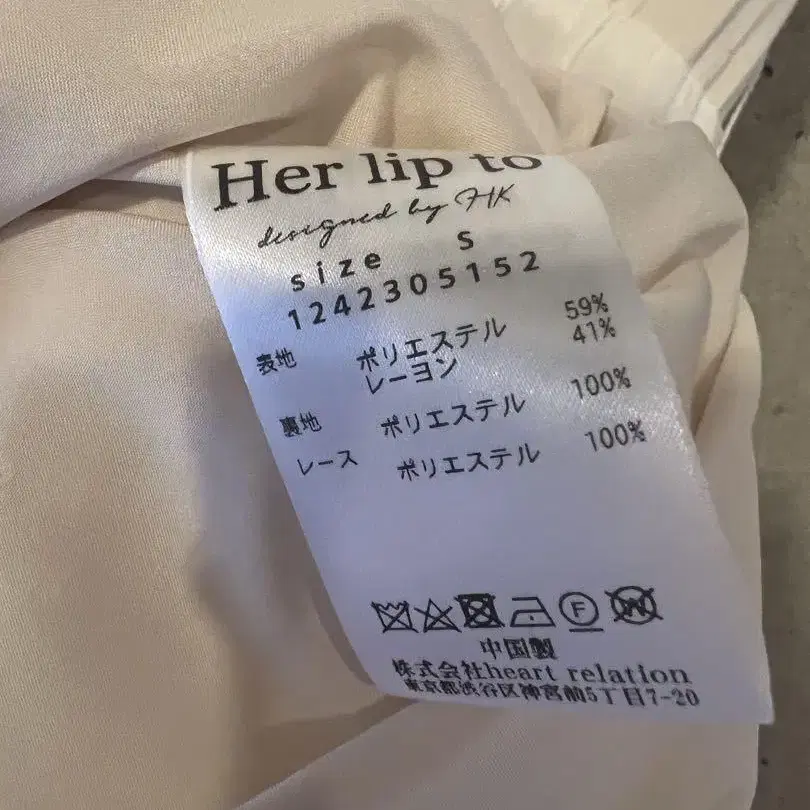 Her lip to
designed by HK
size S
1242305152
表地 ポリエステル 59%
レーヨン 41%
裏地 ポリエステル 100%
レース ポリエステル 100%
F W
中国製
株式会社heart relation
東京都渋谷区神宮前5丁目7-20